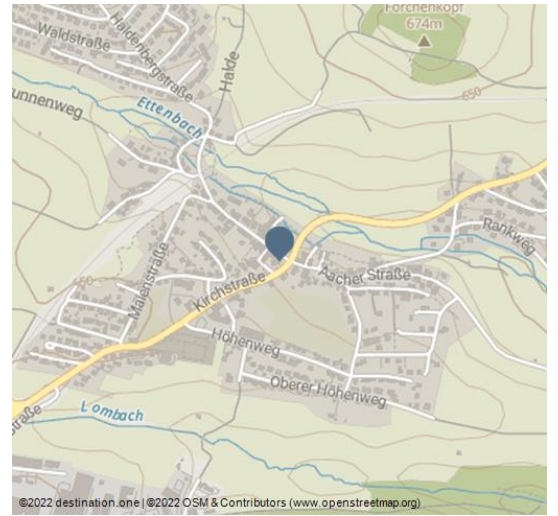 Forchenkopf
674m
Waldstraße
Haldenbergstraße
Halde
650
unnenweg
Ettenbach
Rankweg
Aacher Straße
Maienstraße
Kirchstraße
Höhenweg
Oberer Höhenweg
Lombach
straße
©2022 destination.one | ©2022 OSM & Contributors (www.openstreetmap.org)